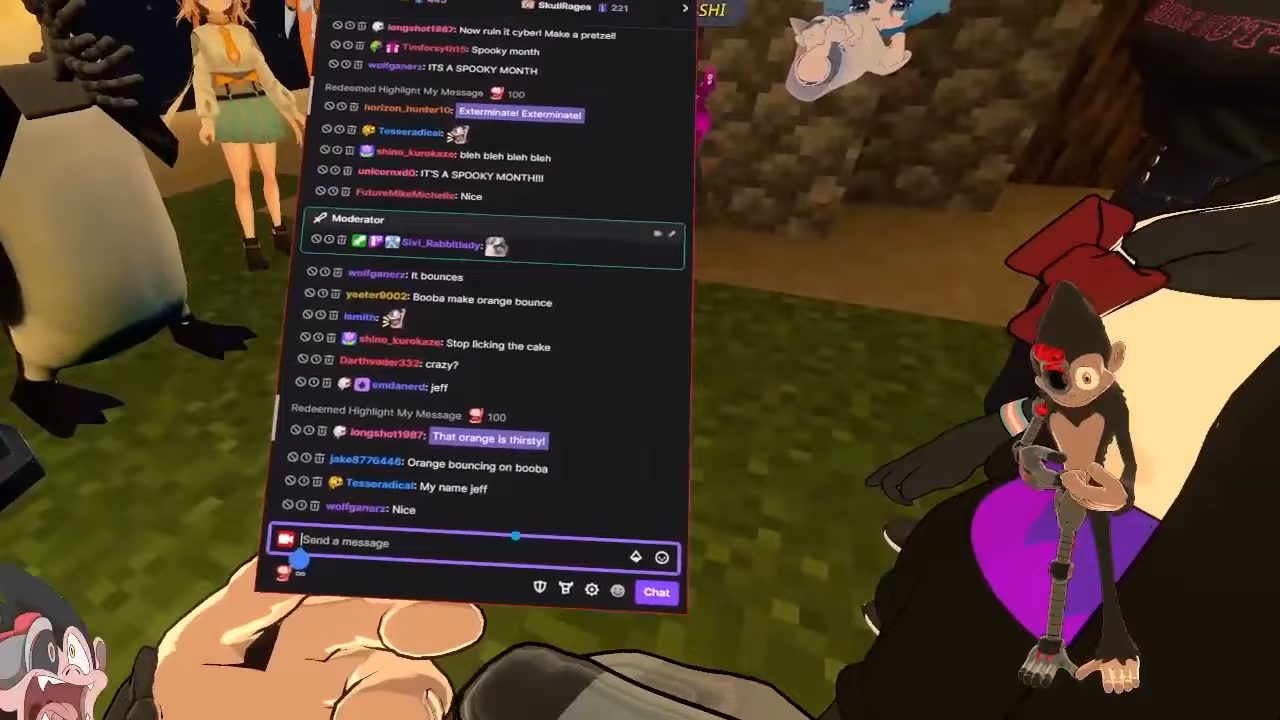 SkullRages 221
SHI
longshot1987: Now ruin it cyber! Make a pretzel!
Timforsyth15: Spooky month
wolfganerz: ITS A SPOOKY MONTH
Redeemed Highlight My Message 100
horizon_hunter10: Exterminate! Exterminate!
Tesseradical:
shino_kurokaze: bleh bleh bleh bleh
unicornxd0: IT'S A SPOOKY MONTH!!!
FutureMikeMichelle: Nice
Moderator
Sivi_Rabbitlady:
wolfganerz: It bounces
yeeter9002: Booba make orange bounce
ismith:
shino_kurokaze: Stop licking the cake
Darthvader332: crazy?
emdanerd: jeff
Redeemed Highlight My Message 100
longshot1987: That orange is thirsty!
jake8776446: Orange bouncing on booba
Tesseradical: My name jeff
wolfganerz: Nice
Send a message
Chat